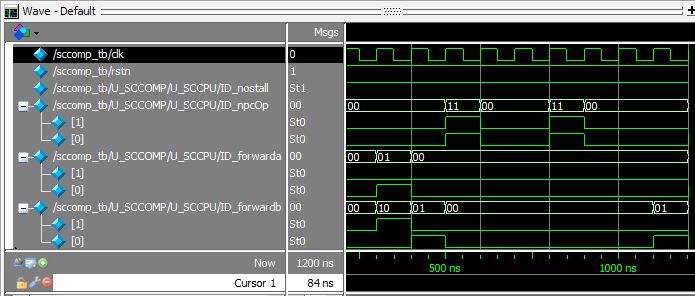 Wave - Default
Msgs
/sccomp_tb/clk 0
/sccomp_tb/rstn 1
/sccomp_tb/U_SCCOMP/U_SCCPU/ID_nostall St1
/sccomp_tb/U_SCCOMP/U_SCCPU/ID_npcOp 00 00 11 00 11 00
[1] St0
[0] St0
/sccomp_tb/U_SCCOMP/U_SCCPU/ID_forwarda 00 00 01 00
[1] St0
[0] St0
/sccomp_tb/U_SCCOMP/U_SCCPU/ID_forwardb 00 00 10 01 00 01
[1] St0
[0] St0
Now 1200 ns 500 ns 1000 ns
Cursor 1 84 ns